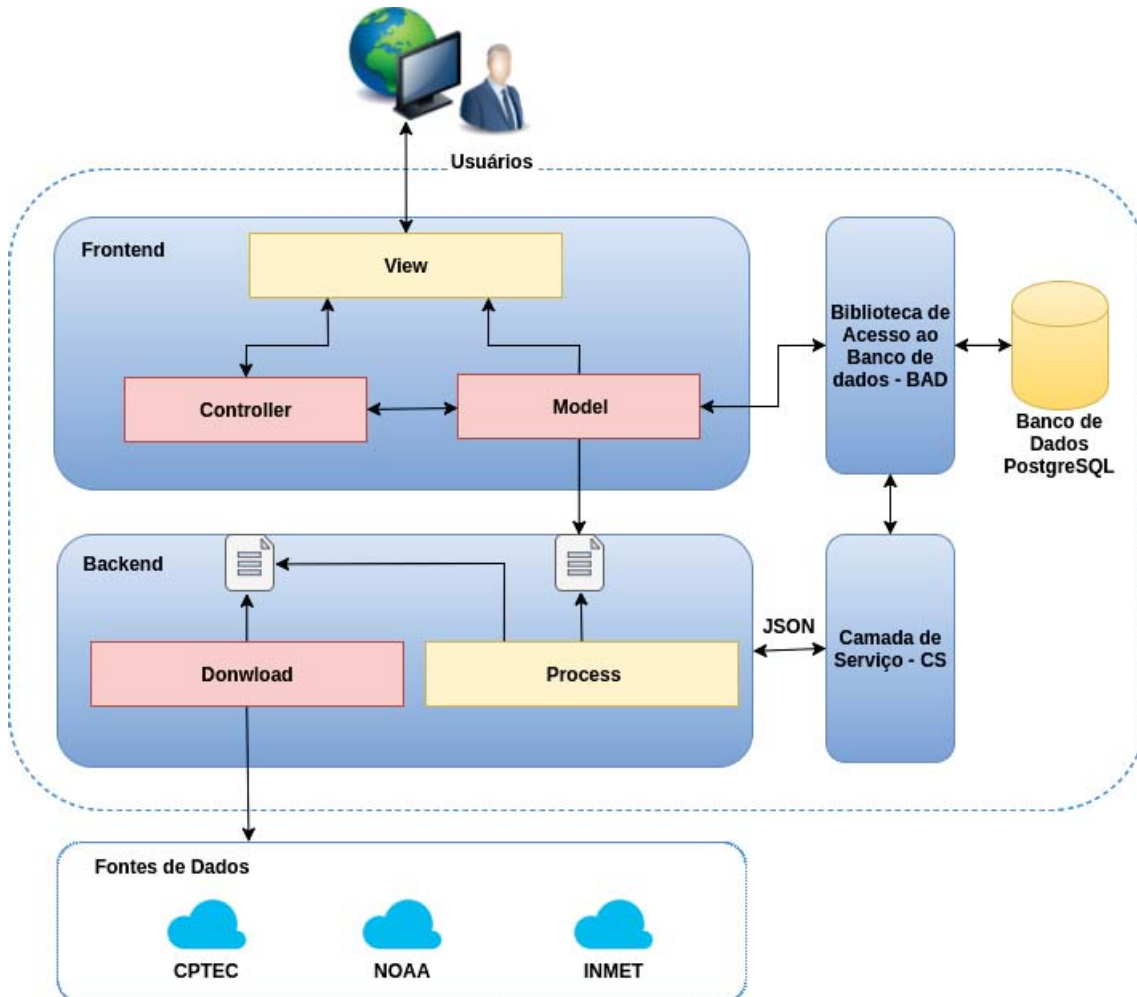 Usuários
Frontend
View
Controller
Model
Biblioteca de
Acesso ao
Banco de
dados - BAD
Banco de
Dados
PostgreSQL
Backend
Donwload
Process
JSON
Camada de
Serviço - CS
Fontes de Dados
CPTEC
NOAA
INMET